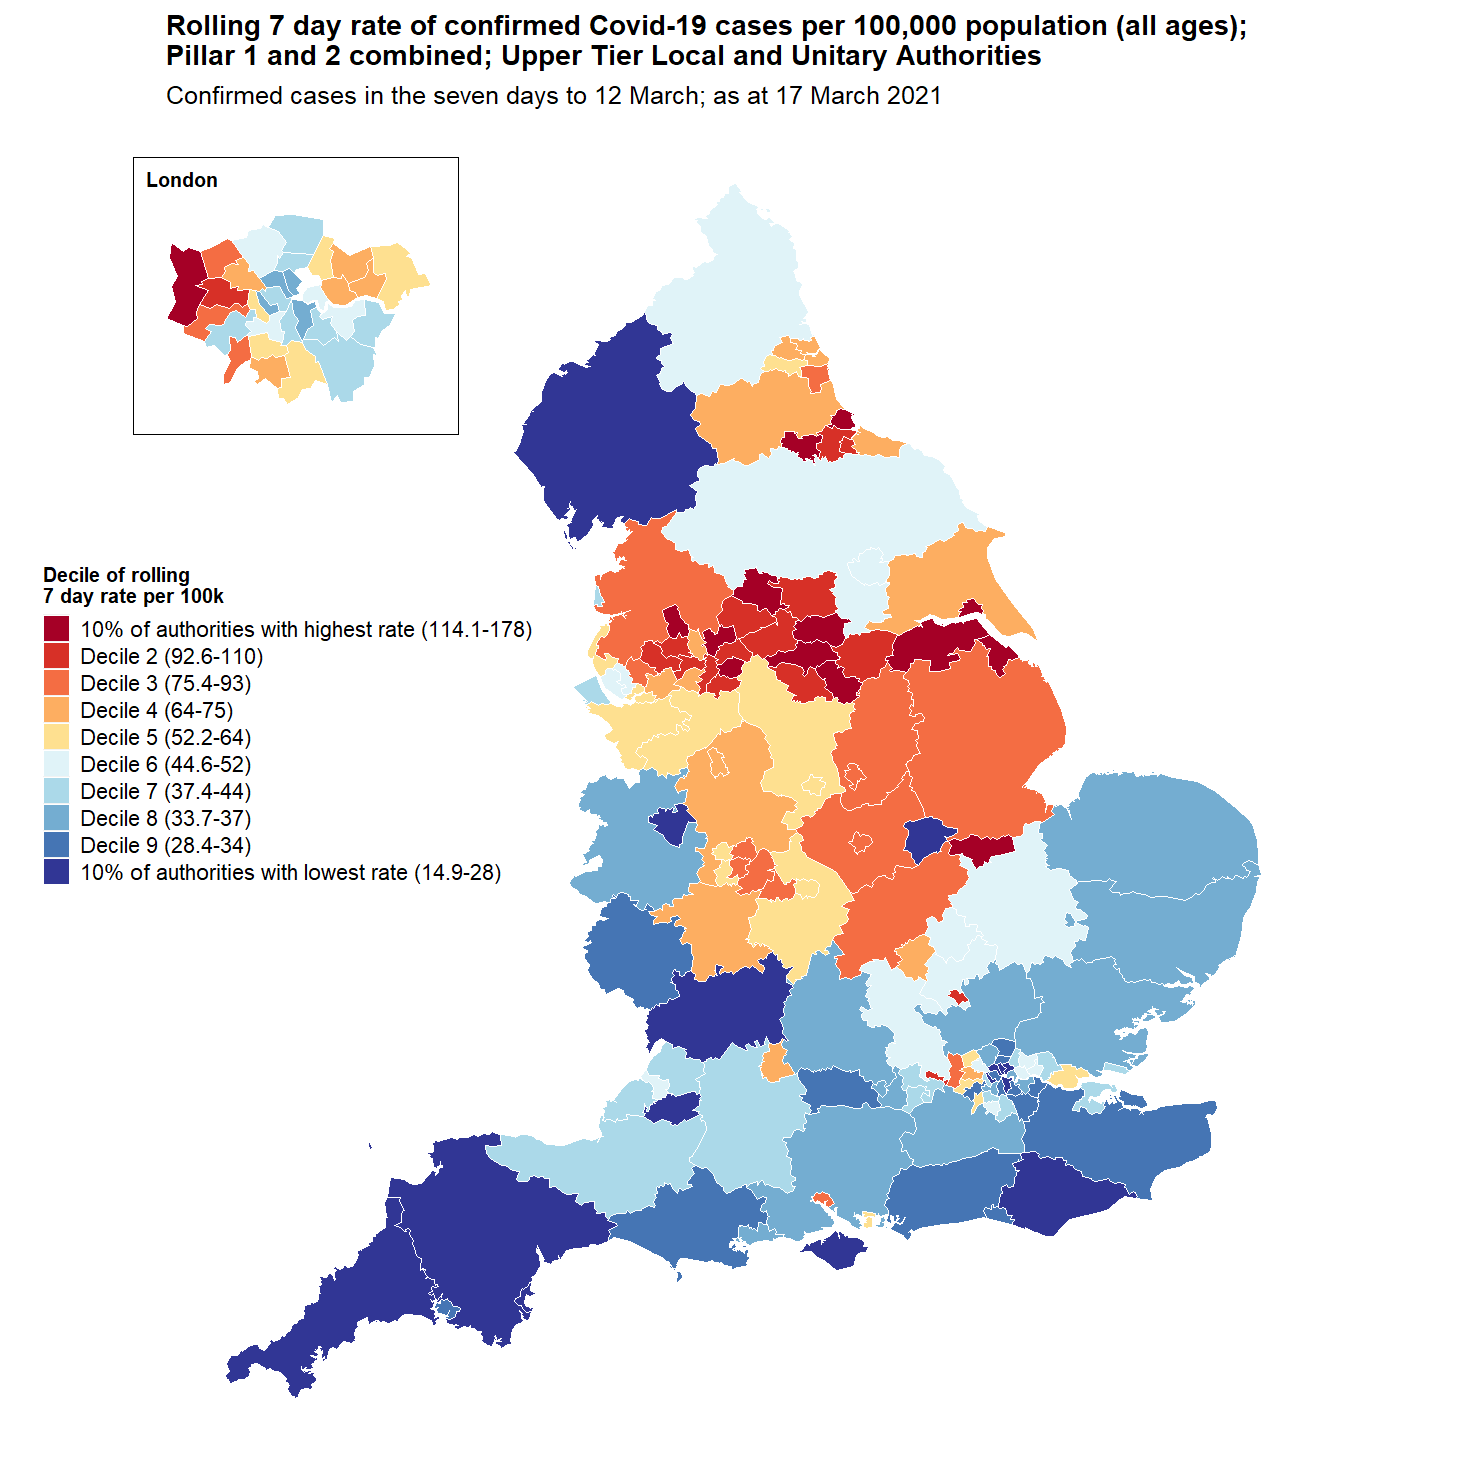 Rolling 7 day rate of confirmed Covid-19 cases per 100,000 population (all ages);
Pillar 1 and 2 combined; Upper Tier Local and Unitary Authorities
Confirmed cases in the seven days to 12 March; as at 17 March 2021
London
Decile of rolling
7 day rate per 100k
10% of authorities with highest rate (114.1-178)
Decile 2 (92.6-110)
Decile 3 (75.4-93)
Decile 4 (64-75)
Decile 5 (52.2-64)
Decile 6 (44.6-52)
Decile 7 (37.4-44)
Decile 8 (33.7-37)
Decile 9 (28.4-34)
10% of authorities with lowest rate (14.9-28)